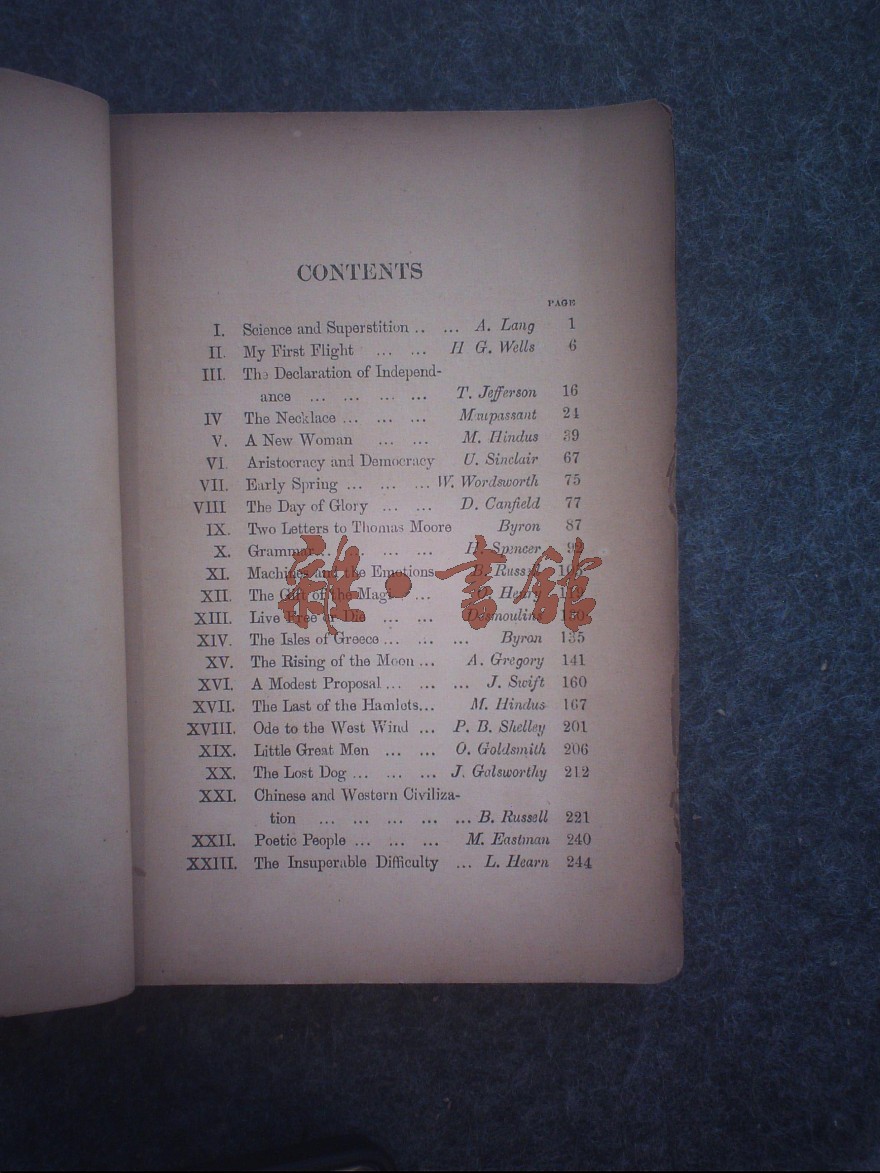 CONTENTS
PAGE
I. Science and Superstition .. ... A. Lang 1
II. My First Flight ... ... H G. Wells 6
III. The Declaration of Independ-
ance ... ... ... ... T. Jefferson 16
IV The Necklace ... ... ... Maupassant 24
V. A New Woman ... ... M. Hindus 39
VI. Aristocracy and Democracy U. Sinclair 67
VII. Early Spring ... ... ... W. Wordsworth 75
VIII The Day of Glory ... ... D. Canfield 77
IX. Two Letters to Thomas Moore Byron 87
X. Grammar ... ... ... H. Spencer
XI. Machines and the Emotions B. Russell
XII. The Gift of the Magi ... O. Henry
XIII. Live Free or Die ... ... Desmoulins
XIV. The Isles of Greece ... ... ... Byron 135
XV. The Rising of the Moon ... A. Gregory 141
XVI. A Modest Proposal ... ... ... J. Swift 160
XVII. The Last of the Hamlets... M. Hindus 167
XVIII. Ode to the West Wind ... P. B. Shelley 201
XIX. Little Great Men ... ... O. Goldsmith 206
XX. The Lost Dog ... ... ... J. Galsworthy 212
XXI. Chinese and Western Civiliza-
tion ... ... ... ... ... B. Russell 221
XXII. Poetic People ... ... ... M. Eastman 240
XXIII. The Insuperable Difficulty ... L. Hearn 244
雜·書館